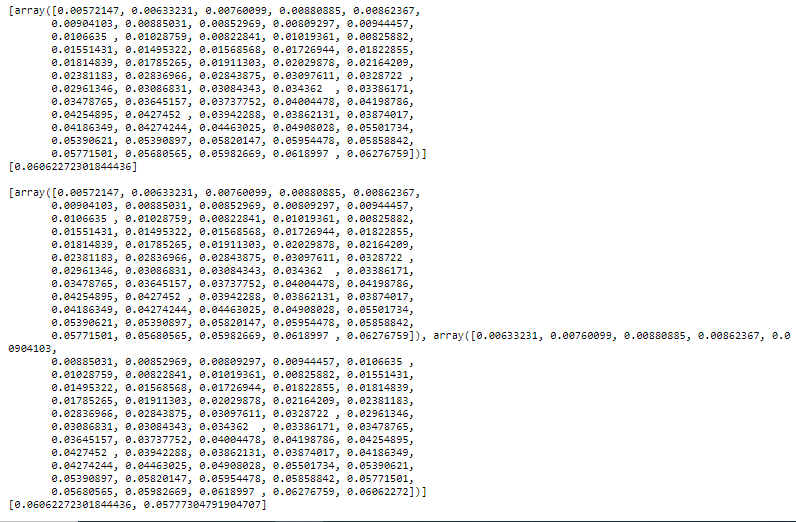 [array([0.00572147, 0.00633231, 0.00760099, 0.00880885, 0.00862367,
0.00904103, 0.00885031, 0.00852969, 0.00809297, 0.00944457,
0.0106635 , 0.01028759, 0.00822841, 0.01019361, 0.00825882,
0.01551431, 0.01495322, 0.01568568, 0.01726944, 0.01822855,
0.01814839, 0.01785265, 0.01911303, 0.02029878, 0.02164209,
0.02381183, 0.02836966, 0.02843875, 0.03097611, 0.0328722 ,
0.02961346, 0.03086831, 0.03084343, 0.034362  , 0.03386171,
0.03478765, 0.03645157, 0.03737752, 0.04004478, 0.04198786,
0.04254895, 0.0427452 , 0.03942288, 0.03862131, 0.03874017,
0.04186349, 0.04274244, 0.04463025, 0.04908028, 0.05501734,
0.05390621, 0.05390897, 0.05820147, 0.05954478, 0.05858842,
0.05771501, 0.05680565, 0.05982669, 0.0618997 , 0.06276759])]
[0.06062272301844436]
[array([0.00572147, 0.00633231, 0.00760099, 0.00880885, 0.00862367,
0.00904103, 0.00885031, 0.00852969, 0.00809297, 0.00944457,
0.0106635 , 0.01028759, 0.00822841, 0.01019361, 0.00825882,
0.01551431, 0.01495322, 0.01568568, 0.01726944, 0.01822855,
0.01814839, 0.01785265, 0.01911303, 0.02029878, 0.02164209,
0.02381183, 0.02836966, 0.02843875, 0.03097611, 0.0328722 ,
0.02961346, 0.03086831, 0.03084343, 0.034362  , 0.03386171,
0.03478765, 0.03645157, 0.03737752, 0.04004478, 0.04198786,
0.04254895, 0.0427452 , 0.03942288, 0.03862131, 0.03874017,
0.04186349, 0.04274244, 0.04463025, 0.04908028, 0.05501734,
0.05390621, 0.05390897, 0.05820147, 0.05954478, 0.05858842,
0.05771501, 0.05680565, 0.05982669, 0.0618997 , 0.06276759]), array([0.00633231, 0.00760099, 0.00880885, 0.00862367, 0.0
0904103,
0.00885031, 0.00852969, 0.00809297, 0.00944457, 0.0106635 ,
0.01028759, 0.00822841, 0.01019361, 0.00825882, 0.01551431,
0.01495322, 0.01568568, 0.01726944, 0.01822855, 0.01814839,
0.01785265, 0.01911303, 0.02029878, 0.02164209, 0.02381183,
0.02836966, 0.02843875, 0.03097611, 0.0328722 , 0.02961346,
0.03086831, 0.03084343, 0.034362  , 0.03386171, 0.03478765,
0.03645157, 0.03737752, 0.04004478, 0.04198786, 0.04254895,
0.0427452 , 0.03942288, 0.03862131, 0.03874017, 0.04186349,
0.04274244, 0.04463025, 0.04908028, 0.05501734, 0.05390621,
0.05390897, 0.05820147, 0.05954478, 0.05858842, 0.05771501,
0.05680565, 0.05982669, 0.0618997 , 0.06276759, 0.06062272])]
[0.06062272301844436, 0.05777304791904707]